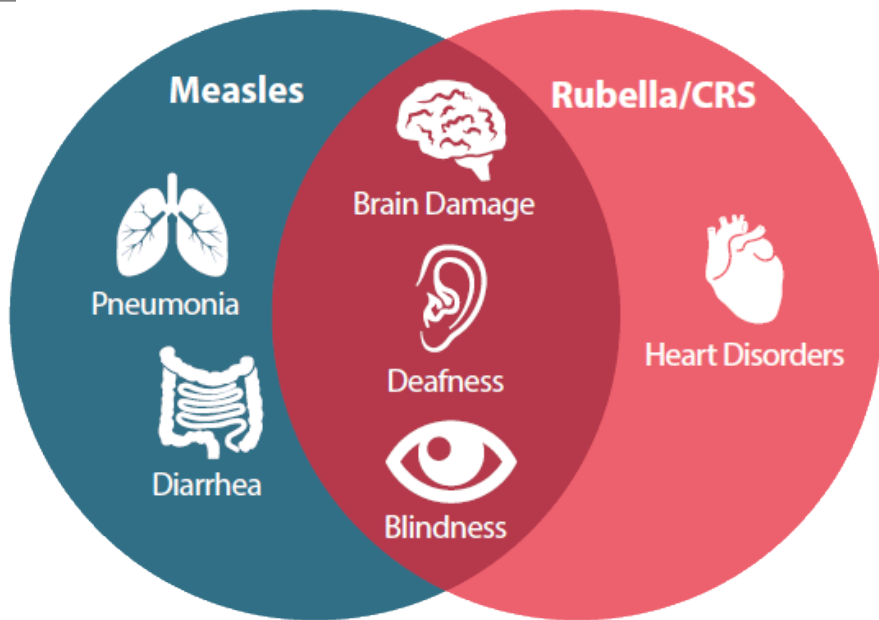 Measles
Rubella/CRS
Brain Damage
Pneumonia
Deafness
Heart Disorders
Diarrhea
Blindness